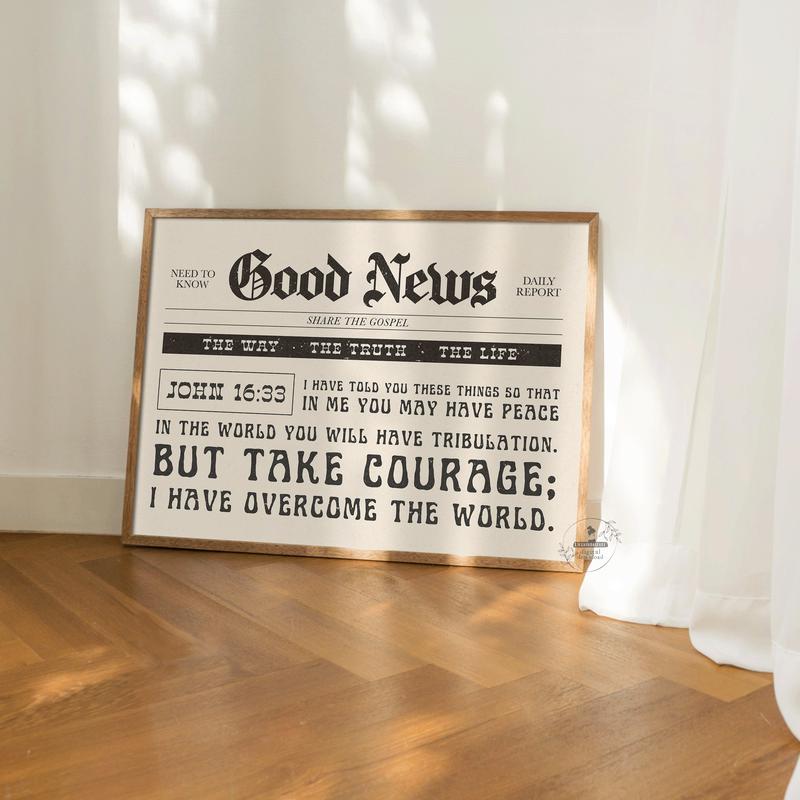 NEED TO KNOW
Good News
DAILY REPORT
SHARE THE GOSPEL
THE WAY · THE TRUTH · THE LIFE
JOHN 16:33
I HAVE TOLD YOU THESE THINGS SO THAT
IN ME YOU MAY HAVE PEACE
IN THE WORLD YOU WILL HAVE TRIBULATION.
BUT TAKE COURAGE;
I HAVE OVERCOME THE WORLD.
digital
download